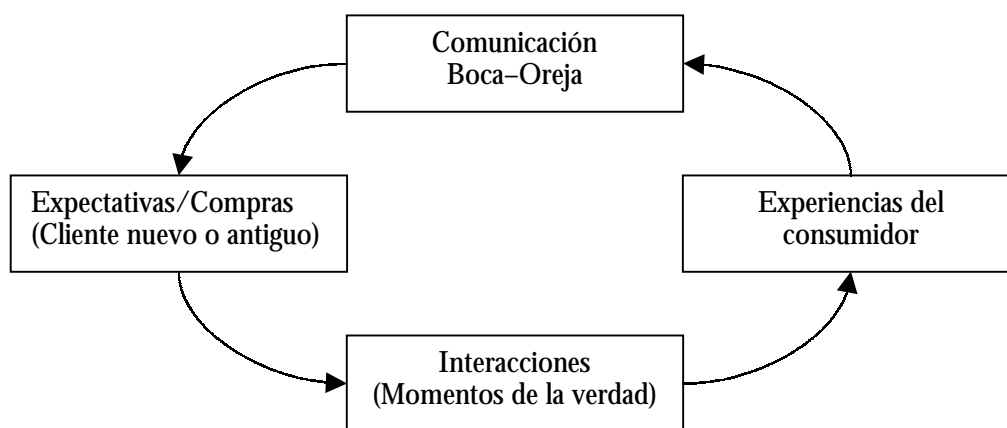 Comunicación
Boca–Oreja
Expectativas/Compras
(Cliente nuevo o antiguo)
Experiencias del
consumidor
Interacciones
(Momentos de la verdad)